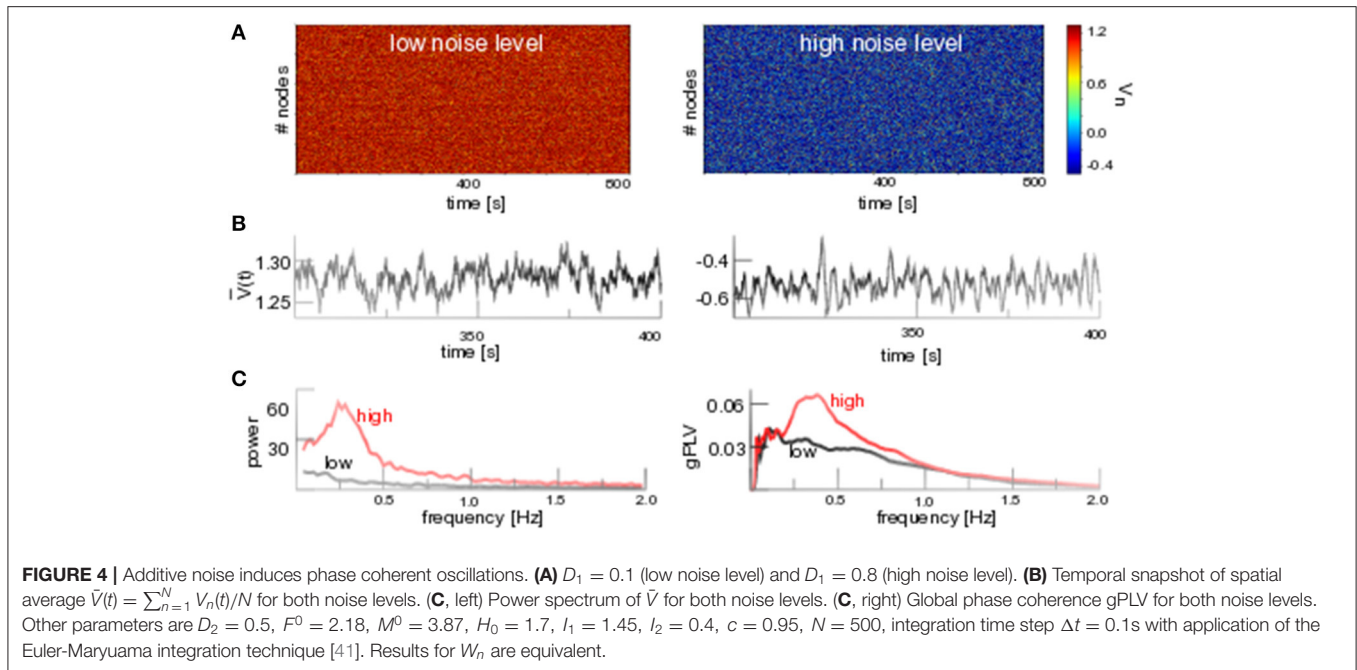 A
low noise level
high noise level
# nodes
# nodes
1.2
0.6
0.0
-0.4
V_n
400
500
400
500
time [s]
time [s]
B
1.30
1.25
V̄(t)
-0.4
-0.6
350
400
350
400
time [s]
time [s]
C
60
30
power
high
low
0.5
1.0
1.5
2.0
frequency [Hz]
0.06
0.03
gPLV
high
low
0.5
1.0
1.5
2.0
frequency [Hz]
FIGURE 4 | Additive noise induces phase coherent oscillations. (A) D₁ = 0.1 (low noise level) and D₁ = 0.8 (high noise level). (B) Temporal snapshot of spatial
average V̄(t) = ∑ᴺₙ₌₁ Vₙ(t)/N for both noise levels. (C, left) Power spectrum of V̄ for both noise levels. (C, right) Global phase coherence gPLV for both noise levels.
Other parameters are D₂ = 0.5, F⁰ = 2.18, M⁰ = 3.87, H₀ = 1.7, I₁ = 1.45, I₂ = 0.4, c = 0.95, N = 500, integration time step Δt = 0.1s with application of the
Euler-Maryuama integration technique [41]. Results for Wₙ are equivalent.